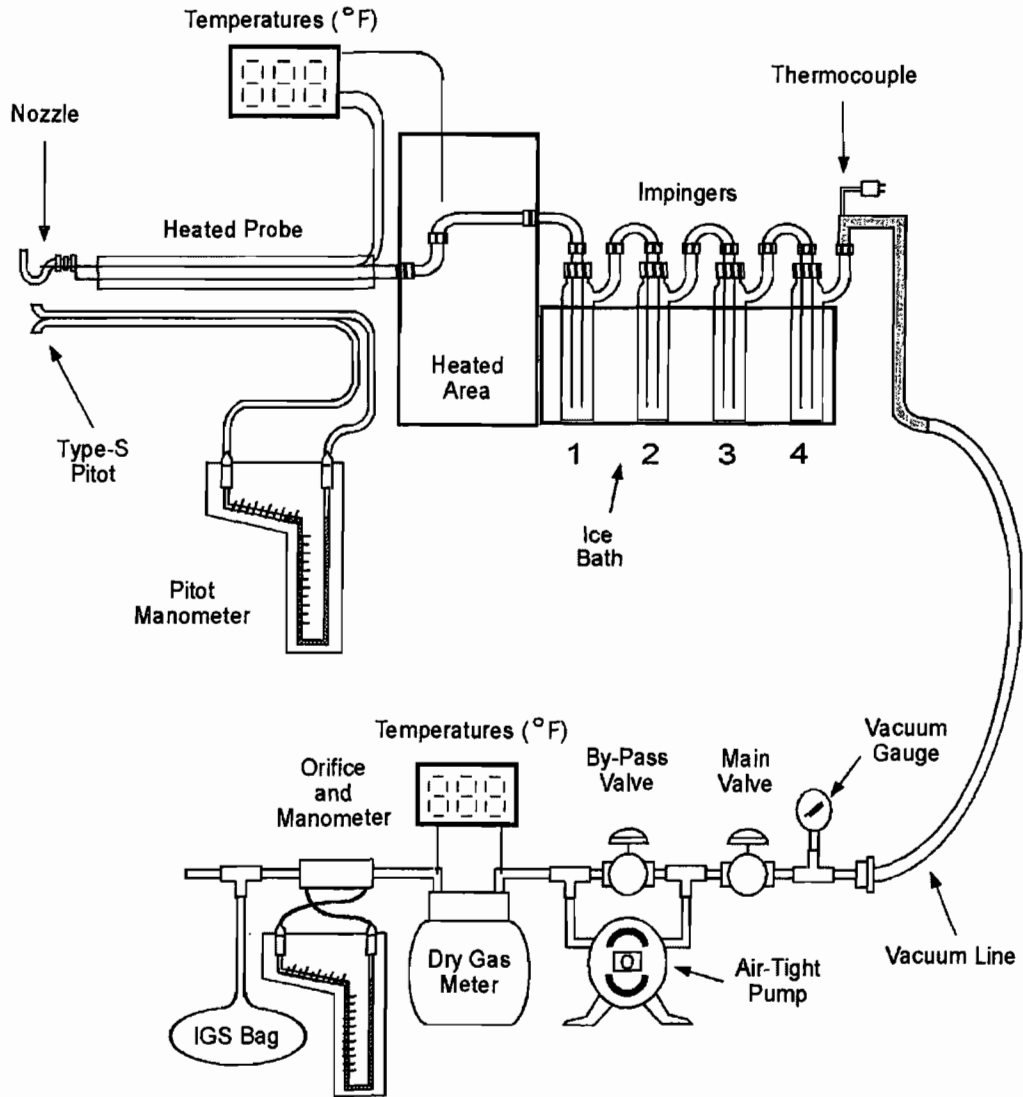 Temperatures (°F)
Thermocouple
Nozzle
Impingers
Heated Probe
Heated
Area
Type-S
Pitot
1 2 3 4
Ice
Bath
Pitot
Manometer
Temperatures (°F)
Vacuum
Gauge
By-Pass
Valve
Main
Valve
Orifice
and
Manometer
Dry Gas
Meter
Air-Tight
Pump
Vacuum Line
IGS Bag